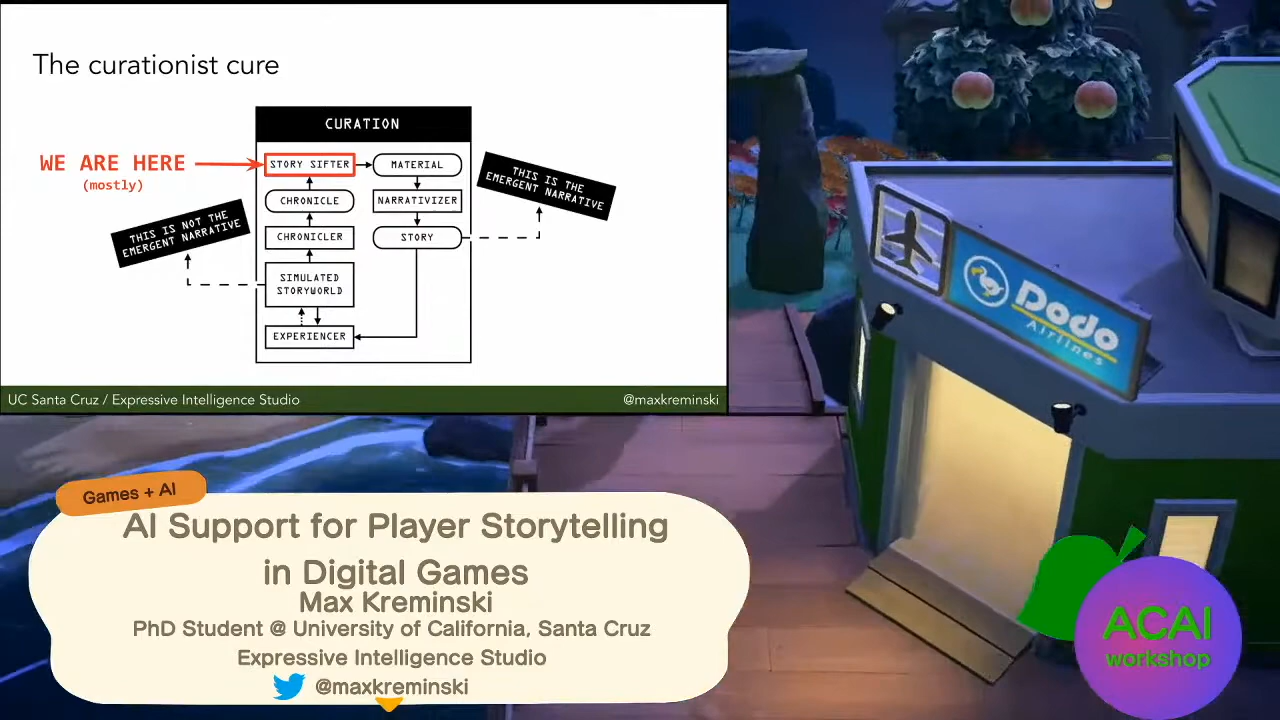 The curationist cure
CURATION
WE ARE HERE
(mostly)
STORY SIFTER
MATERIAL
THIS IS THE
EMERGENT NARRATIVE
CHRONICLE
NARRATIVIZER
THIS IS NOT THE
EMERGENT NARRATIVE
CHRONICLER
STORY
SIMULATED
STORYWORLD
EXPERIENCER
UC Santa Cruz / Expressive Intelligence Studio
@maxkreminski
Dodo
Airlines
Games + AI
AI Support for Player Storytelling
in Digital Games
Max Kreminski
PhD Student @ University of California, Santa Cruz
Expressive Intelligence Studio
@maxkreminski
ACAI
workshop